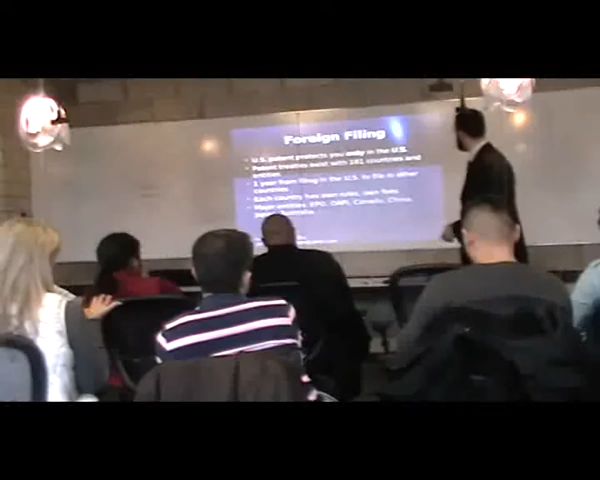 Foreign Filing
U.S. patent protects you only in the U.S.
Patent treaties exist with 181 countries and
entities
1 year from filing in the U.S. to file in other
countries
Each country has own rules, own fees
Major entities: EPO, OAPI, Canada, China,
Australia